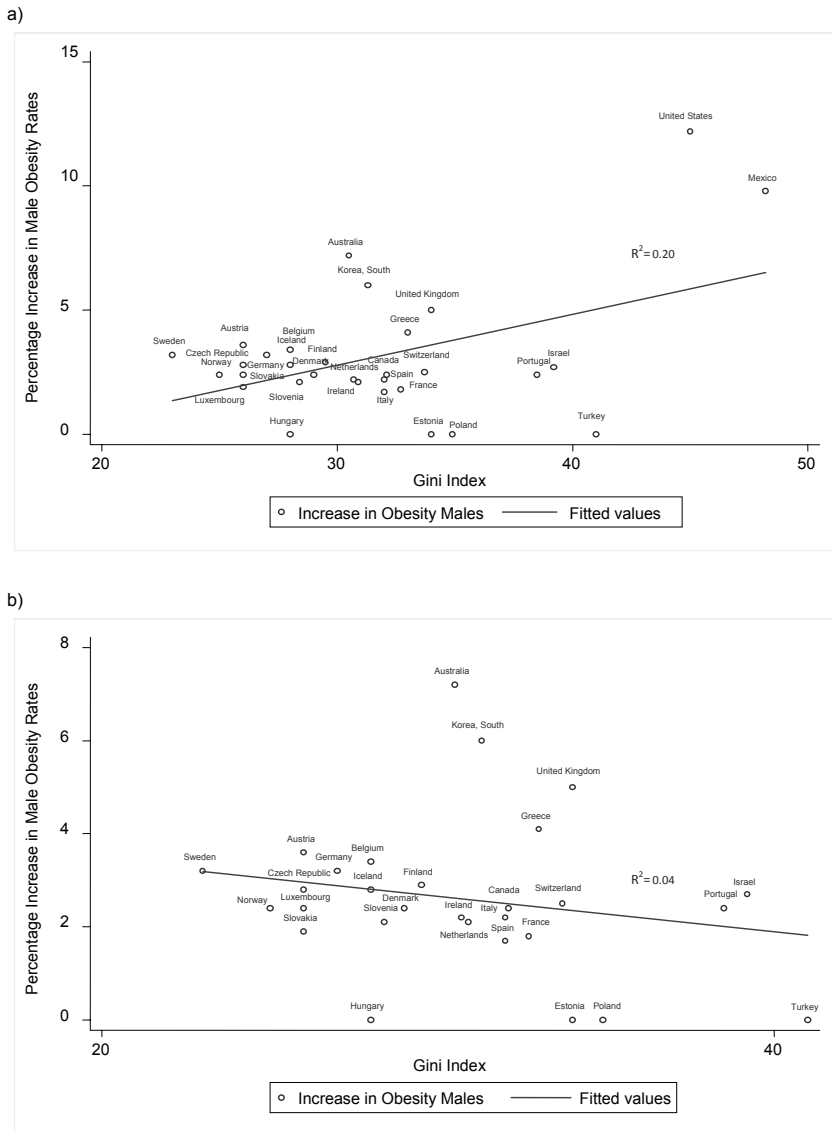 a)
Percentage Increase in Male Obesity Rates
15
10
5
0
United States
Mexico
Australia
R²=0.20
Korea, South
United Kingdom
Greece
Austria
Belgium
Sweden
Iceland
Finland
Czech Republic
Switzerland
Norway
Germany
Denmark
Netherlands
Canada
Portugal
Israel
Slovakia
Spain
Luxembourg
Slovenia
Ireland
France
Italy
Hungary
Estonia
Poland
Turkey
20
30
40
50
Gini Index
Increase in Obesity Males
Fitted values
b)
Percentage Increase in Male Obesity Rates
8
6
4
2
0
Australia
Korea, South
United Kingdom
Greece
Austria
Belgium
Sweden
Germany
Czech Republic
Iceland
Finland
R²=0.04
Israel
Switzerland
Portugal
Canada
Norway
Luxembourg
Denmark
Slovenia
Ireland
Italy
Slovakia
Netherlands
Spain
France
Hungary
Estonia
Poland
Turkey
20
40
Gini Index
Increase in Obesity Males
Fitted values